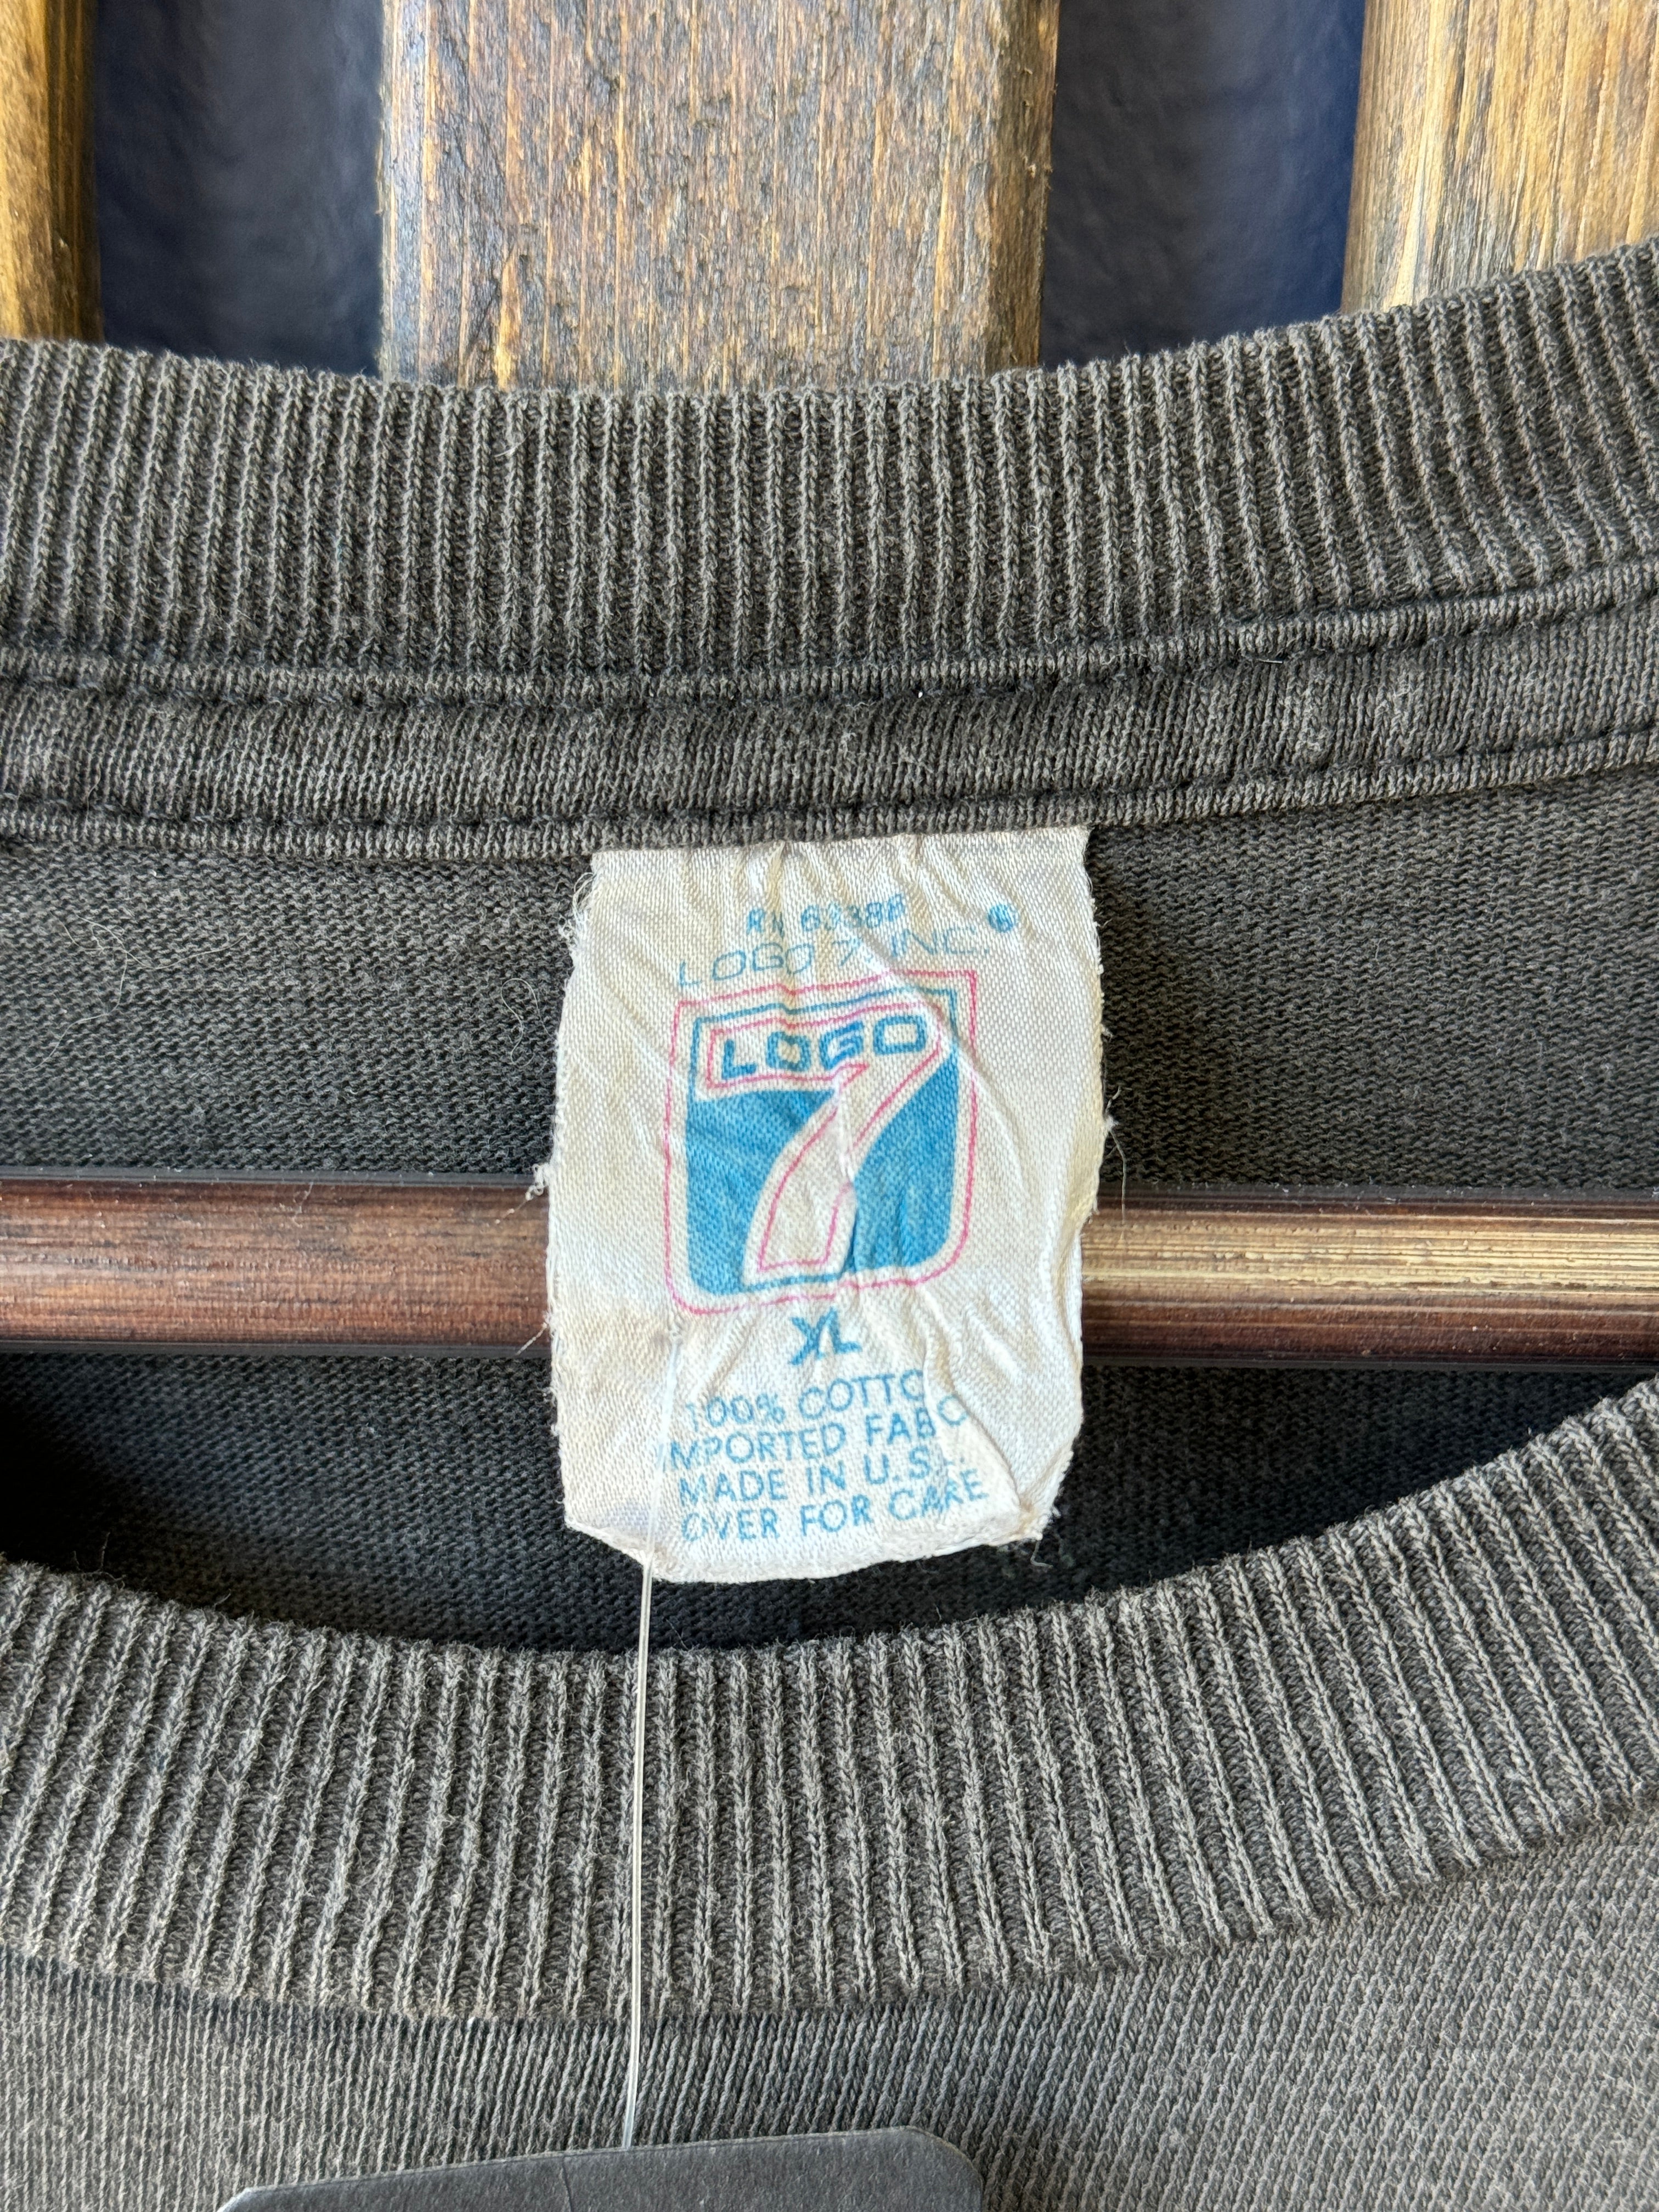 LOGO 7, INC.®
LOGO
7
XL
100% COTTO
IMPORTED FAB C
MADE IN U.S.
OVER FOR CARE